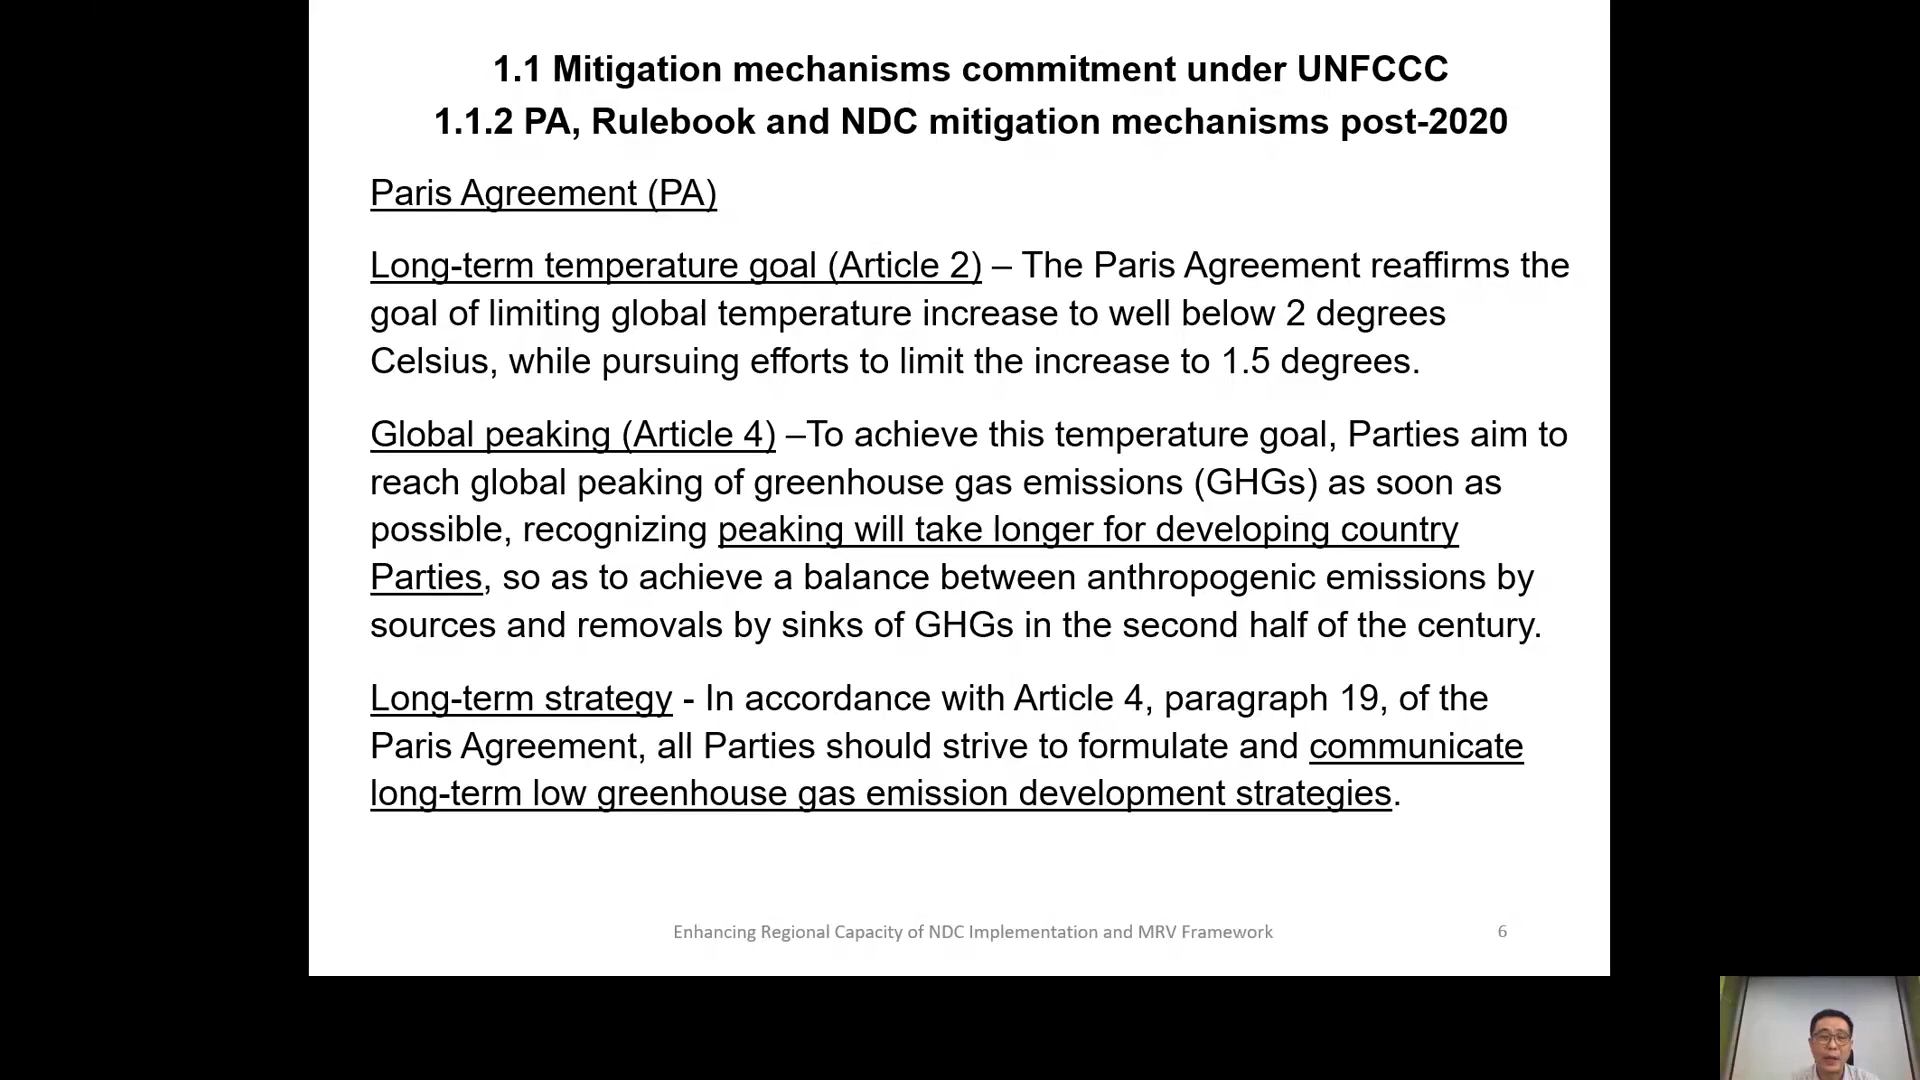 1.1 Mitigation mechanisms commitment under UNFCCC
1.1.2 PA, Rulebook and NDC mitigation mechanisms post-2020
Paris Agreement (PA)
Long-term temperature goal (Article 2) – The Paris Agreement reaffirms the
goal of limiting global temperature increase to well below 2 degrees
Celsius, while pursuing efforts to limit the increase to 1.5 degrees.
Global peaking (Article 4) –To achieve this temperature goal, Parties aim to
reach global peaking of greenhouse gas emissions (GHGs) as soon as
possible, recognizing peaking will take longer for developing country
Parties, so as to achieve a balance between anthropogenic emissions by
sources and removals by sinks of GHGs in the second half of the century.
Long-term strategy - In accordance with Article 4, paragraph 19, of the
Paris Agreement, all Parties should strive to formulate and communicate
long-term low greenhouse gas emission development strategies.
Enhancing Regional Capacity of NDC Implementation and MRV Framework
6